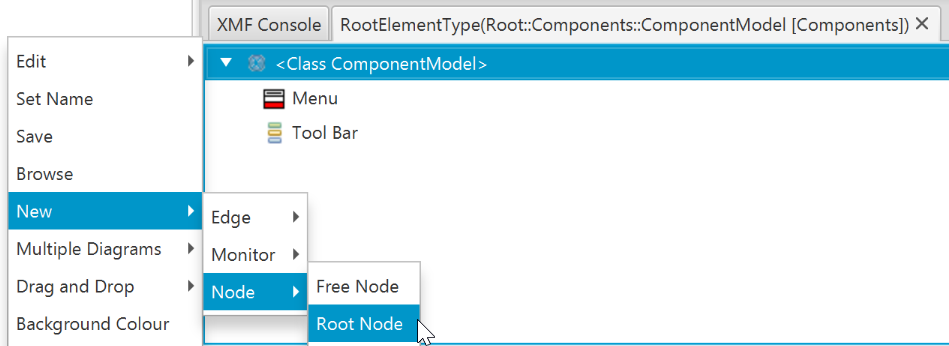 XMF Console
RootElementType(Root::Components::ComponentModel [Components])
<Class ComponentModel>
Menu
Tool Bar
Edit
Set Name
Save
Browse
New
Multiple Diagrams
Drag and Drop
Background Colour
Edge
Monitor
Node
Free Node
Root Node